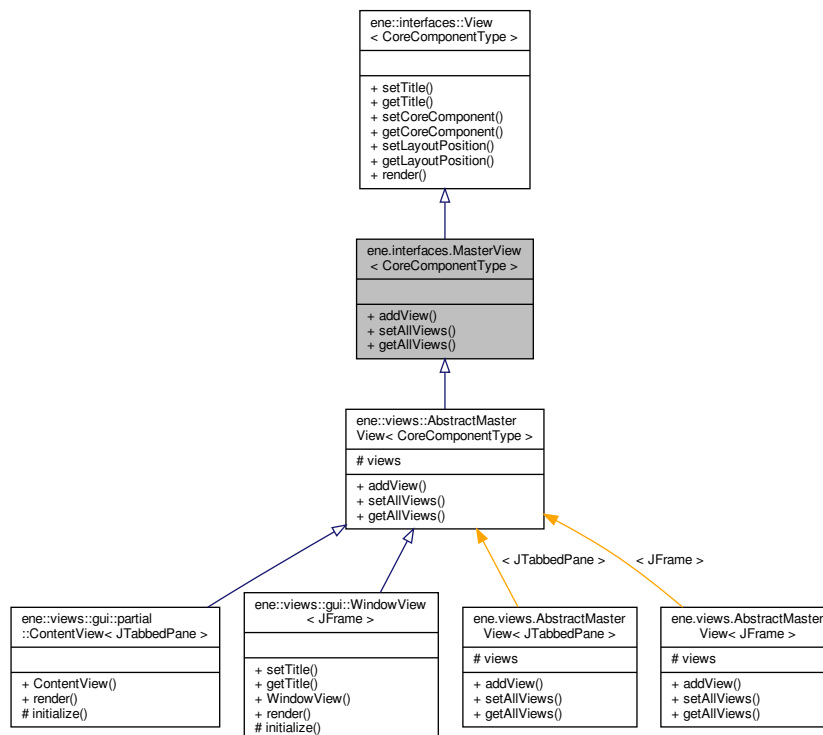 ene::interfaces::View
< CoreComponentType >
+ setTitle()
+ getTitle()
+ setCoreComponent()
+ getCoreComponent()
+ setLayoutPosition()
+ getLayoutPosition()
+ render()
ene.interfaces.MasterView
< CoreComponentType >
+ addView()
+ setAllViews()
+ getAllViews()
ene::views::AbstractMaster
View< CoreComponentType >
# views
+ addView()
+ setAllViews()
+ getAllViews()
< JTabbedPane >
< JFrame >
ene::views::gui::partial
::ContentView< JTabbedPane >
+ ContentView()
+ render()
# initialize()
ene::views::gui::WindowView
< JFrame >
+ setTitle()
+ getTitle()
+ WindowView()
+ render()
# initialize()
ene.views.AbstractMaster
View< JTabbedPane >
# views
+ addView()
+ setAllViews()
+ getAllViews()
ene.views.AbstractMaster
View< JFrame >
# views
+ addView()
+ setAllViews()
+ getAllViews()